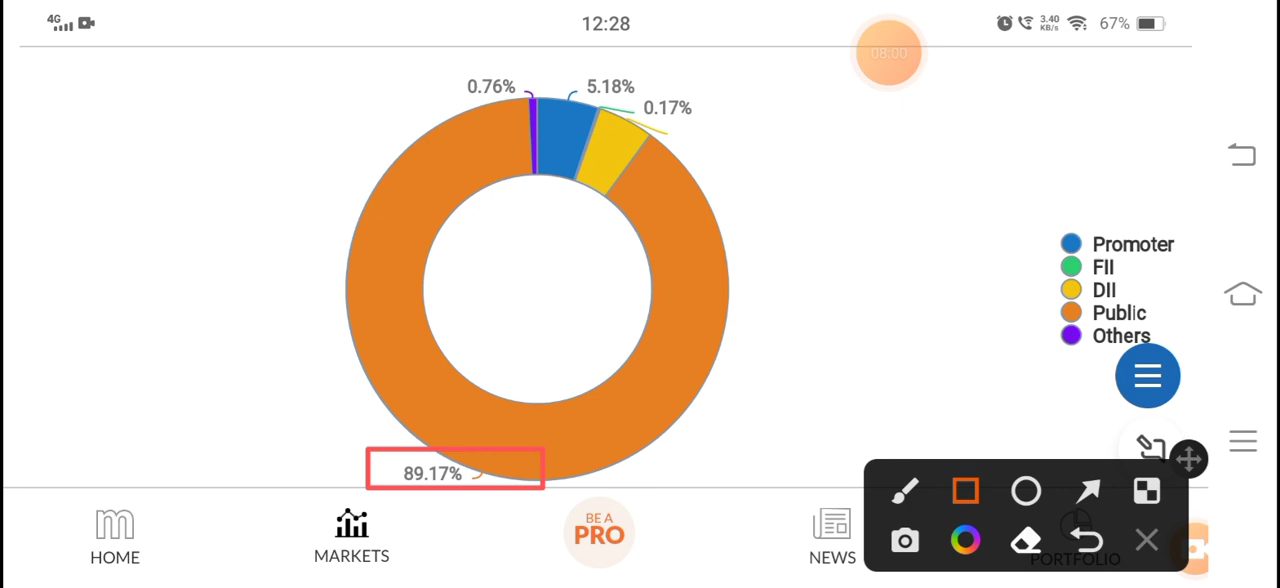 4G 12:28 3.40 KB/s 67%
08:00
0.76% 5.18%
0.17%
Promoter
FII
DII
Public
Others
89.17%
HOME
MARKETS
BE A
PRO
NEWS
PORTFOLIO